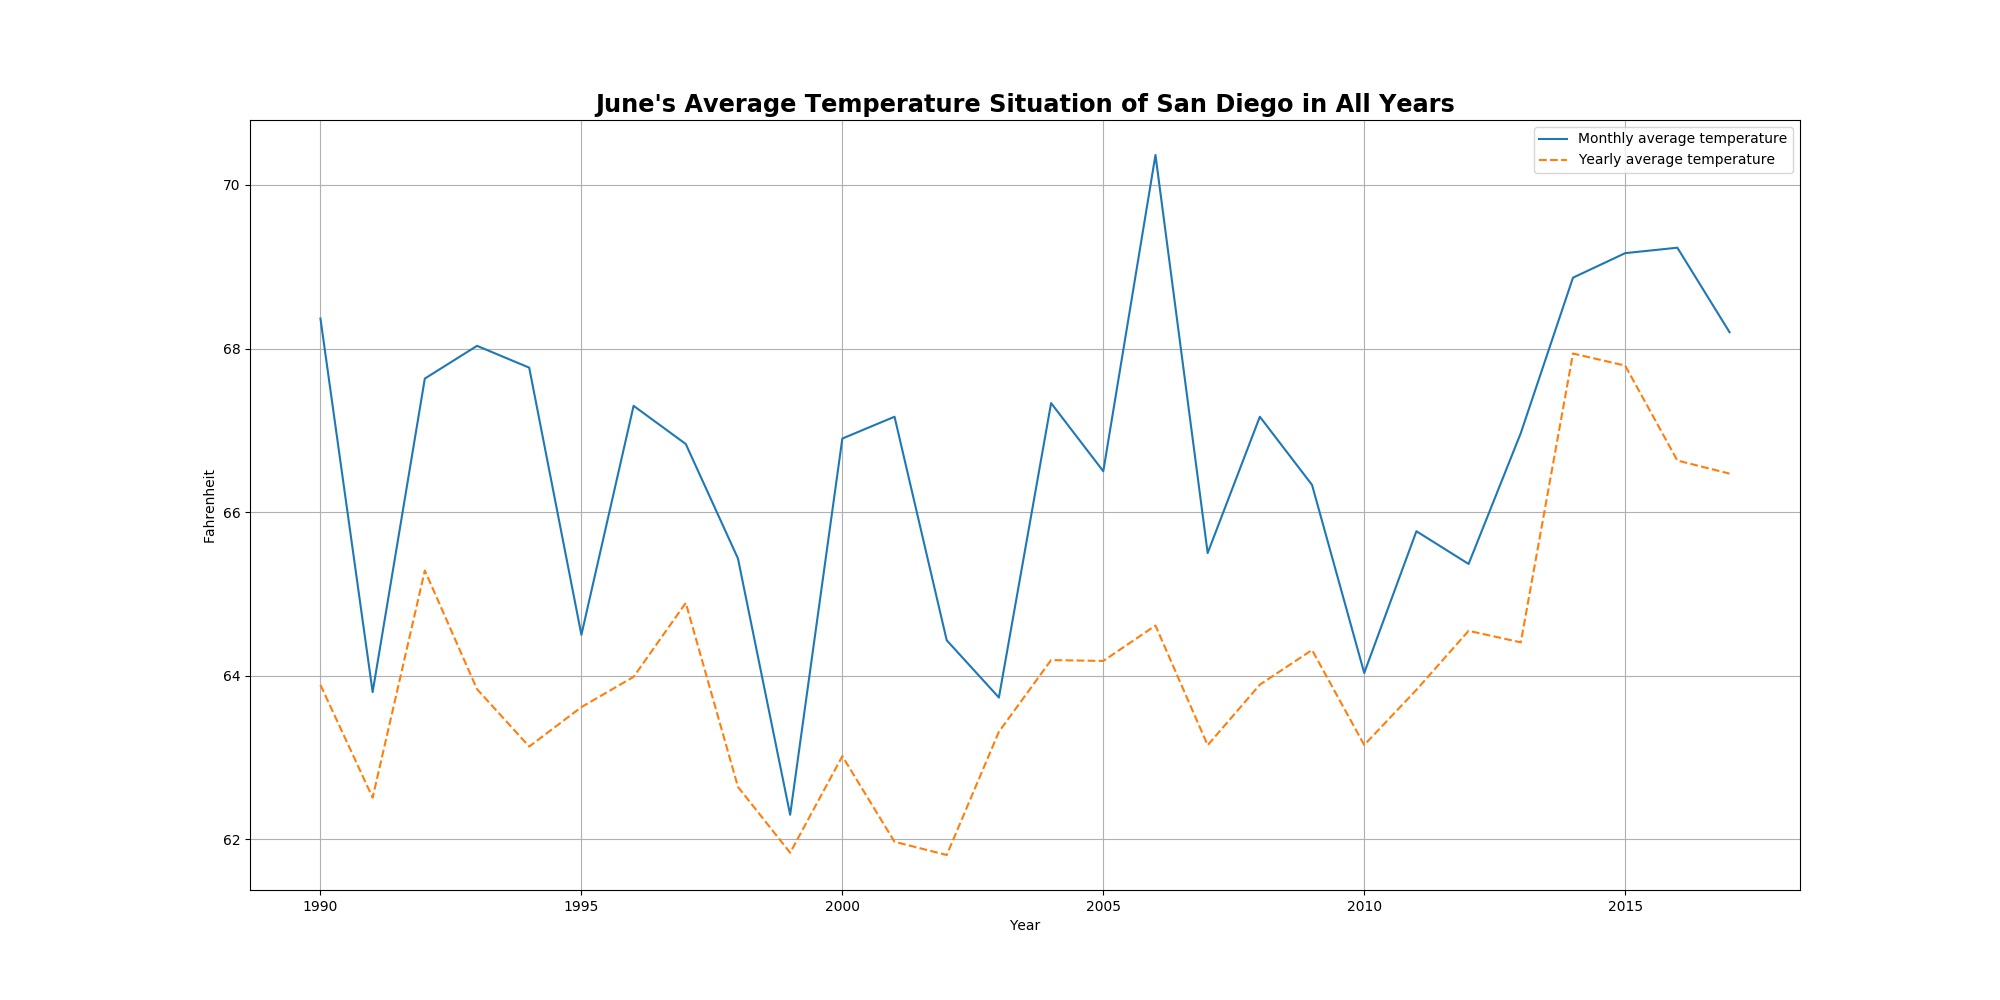 June's Average Temperature Situation of San Diego in All Years
Monthly average temperature
Yearly average temperature
70
68
66
64
62
Fahrenheit
1990 1995 2000 2005 2010 2015
Year